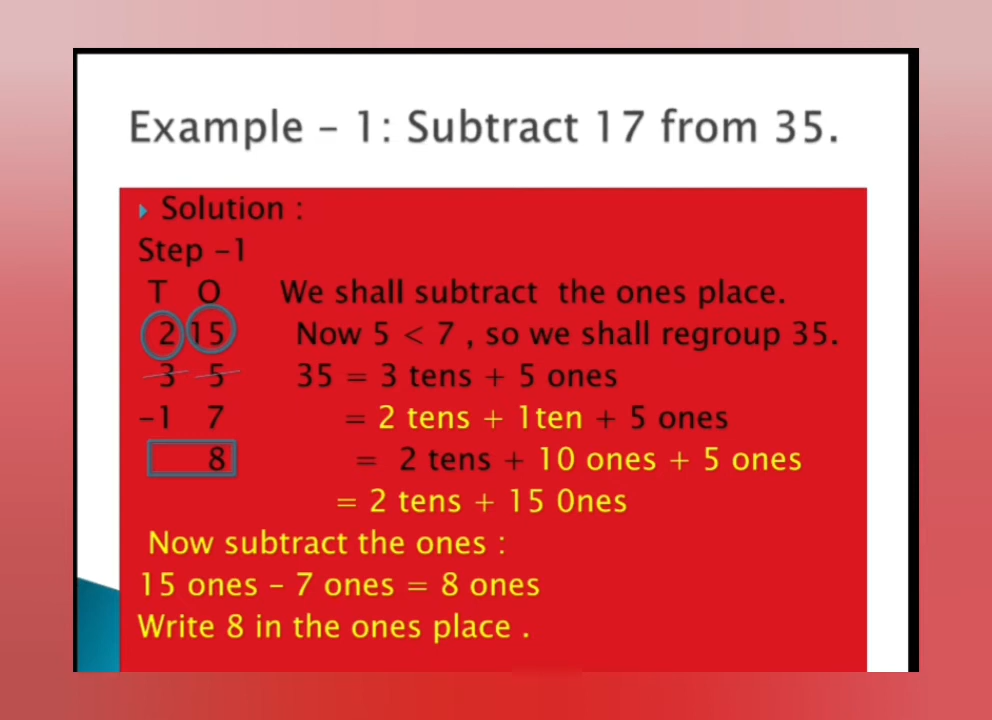 Example – 1: Subtract 17 from 35.
Solution :
Step –1
T O We shall subtract the ones place.
2 15 Now 5 < 7 , so we shall regroup 35.
3 5 35 = 3 tens + 5 ones
–1 7 = 2 tens + 1ten + 5 ones
8 = 2 tens + 10 ones + 5 ones
= 2 tens + 15 0nes
Now subtract the ones :
15 ones – 7 ones = 8 ones
Write 8 in the ones place .